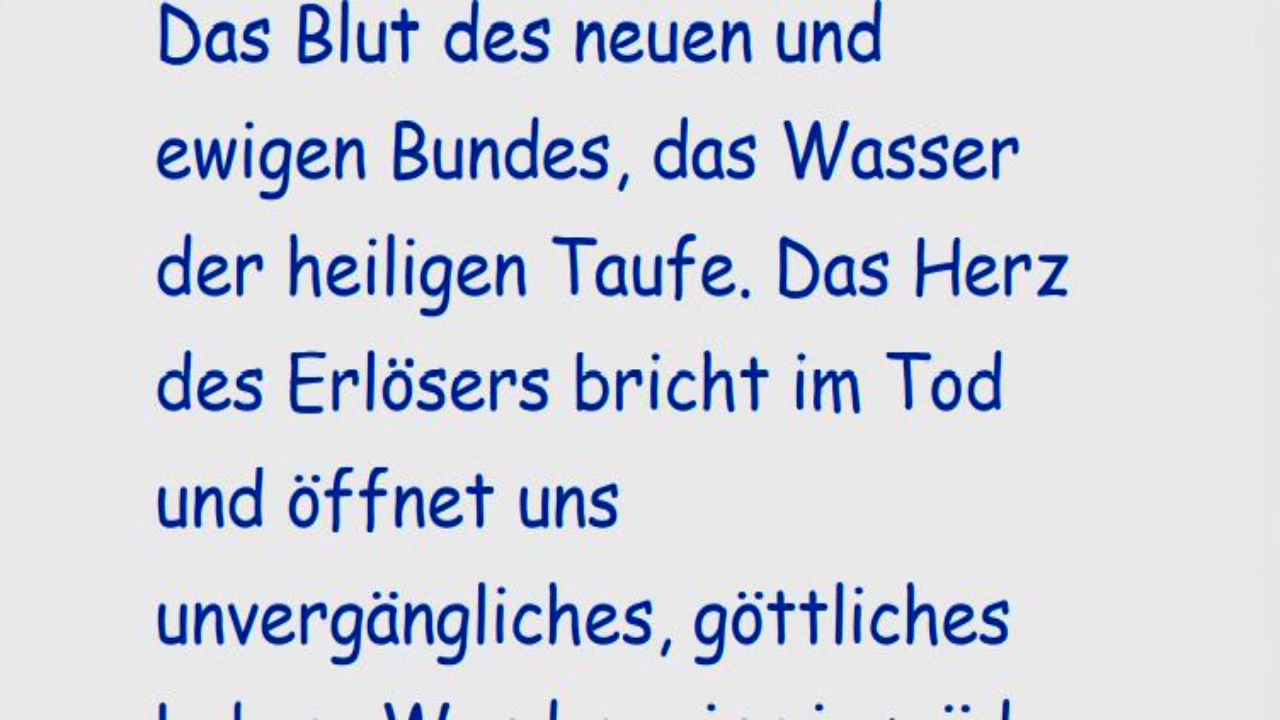 Das Blut des neuen und
ewigen Bundes, das Wasser
der heiligen Taufe. Das Herz
des Erlösers bricht im Tod
und öffnet uns
unvergängliches, göttliches